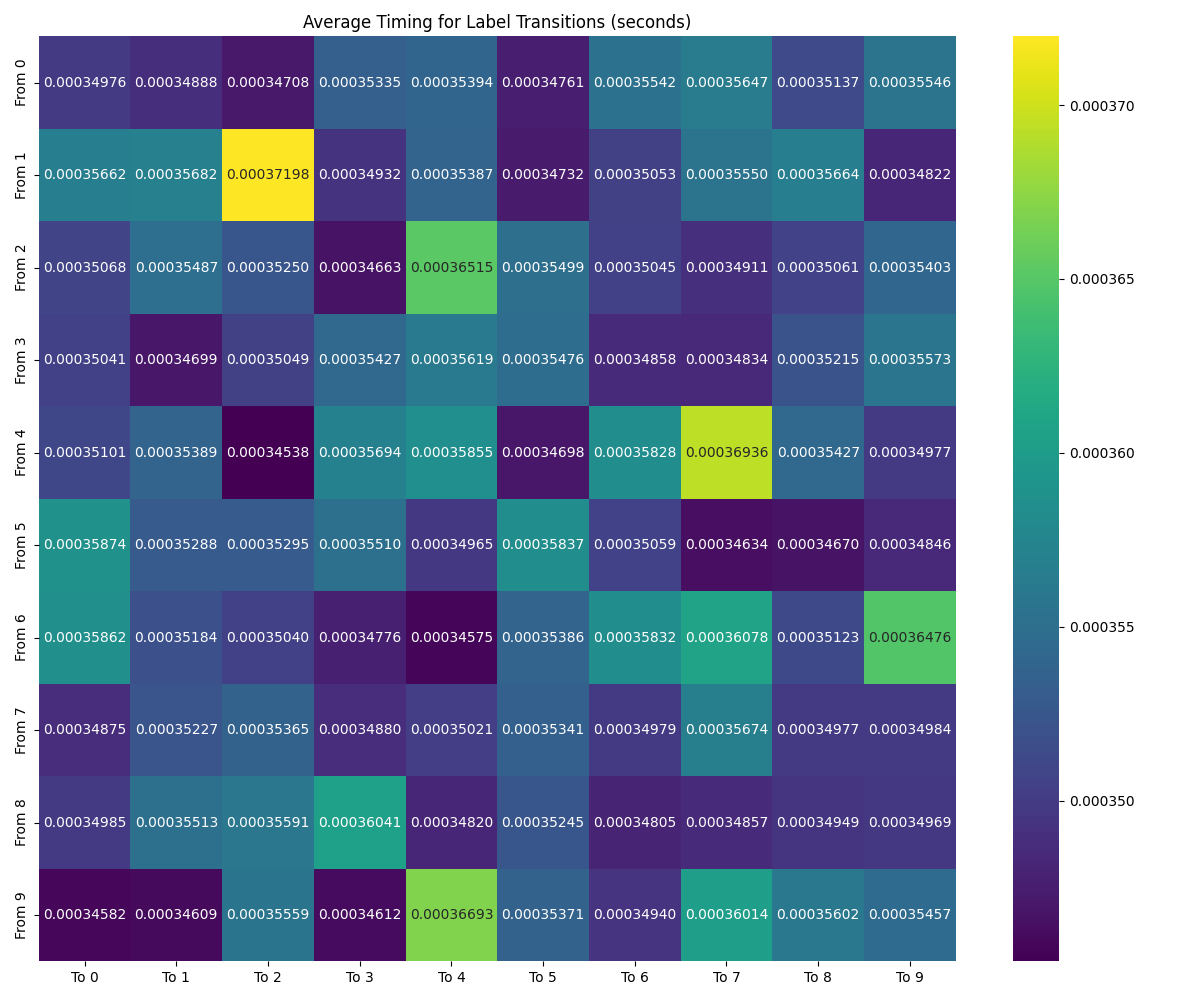 Average Timing for Label Transitions (seconds)
From 0 0.00034976 0.00034888 0.00034708 0.00035335 0.00035394 0.00034761 0.00035542 0.00035647 0.00035137 0.00035546
From 1 0.00035662 0.00035682 0.00037198 0.00034932 0.00035387 0.00034732 0.00035053 0.00035550 0.00035664 0.00034822
From 2 0.00035068 0.00035487 0.00035250 0.00034663 0.00036515 0.00035499 0.00035045 0.00034911 0.00035061 0.00035403
From 3 0.00035041 0.00034699 0.00035049 0.00035427 0.00035619 0.00035476 0.00034858 0.00034834 0.00035215 0.00035573
From 4 0.00035101 0.00035389 0.00034538 0.00035694 0.00035855 0.00034698 0.00035828 0.00036936 0.00035427 0.00034977
From 5 0.00035874 0.00035288 0.00035295 0.00035510 0.00034965 0.00035837 0.00035059 0.00034634 0.00034670 0.00034846
From 6 0.00035862 0.00035184 0.00035040 0.00034776 0.00034575 0.00035386 0.00035832 0.00036078 0.00035123 0.00036476
From 7 0.00034875 0.00035227 0.00035365 0.00034880 0.00035021 0.00035341 0.00034979 0.00035674 0.00034977 0.00034984
From 8 0.00034985 0.00035513 0.00035591 0.00036041 0.00034820 0.00035245 0.00034805 0.00034857 0.00034949 0.00034969
From 9 0.00034582 0.00034609 0.00035559 0.00034612 0.00036693 0.00035371 0.00034940 0.00036014 0.00035602 0.00035457
To 0 To 1 To 2 To 3 To 4 To 5 To 6 To 7 To 8 To 9
0.000370
0.000365
0.000360
0.000355
0.000350